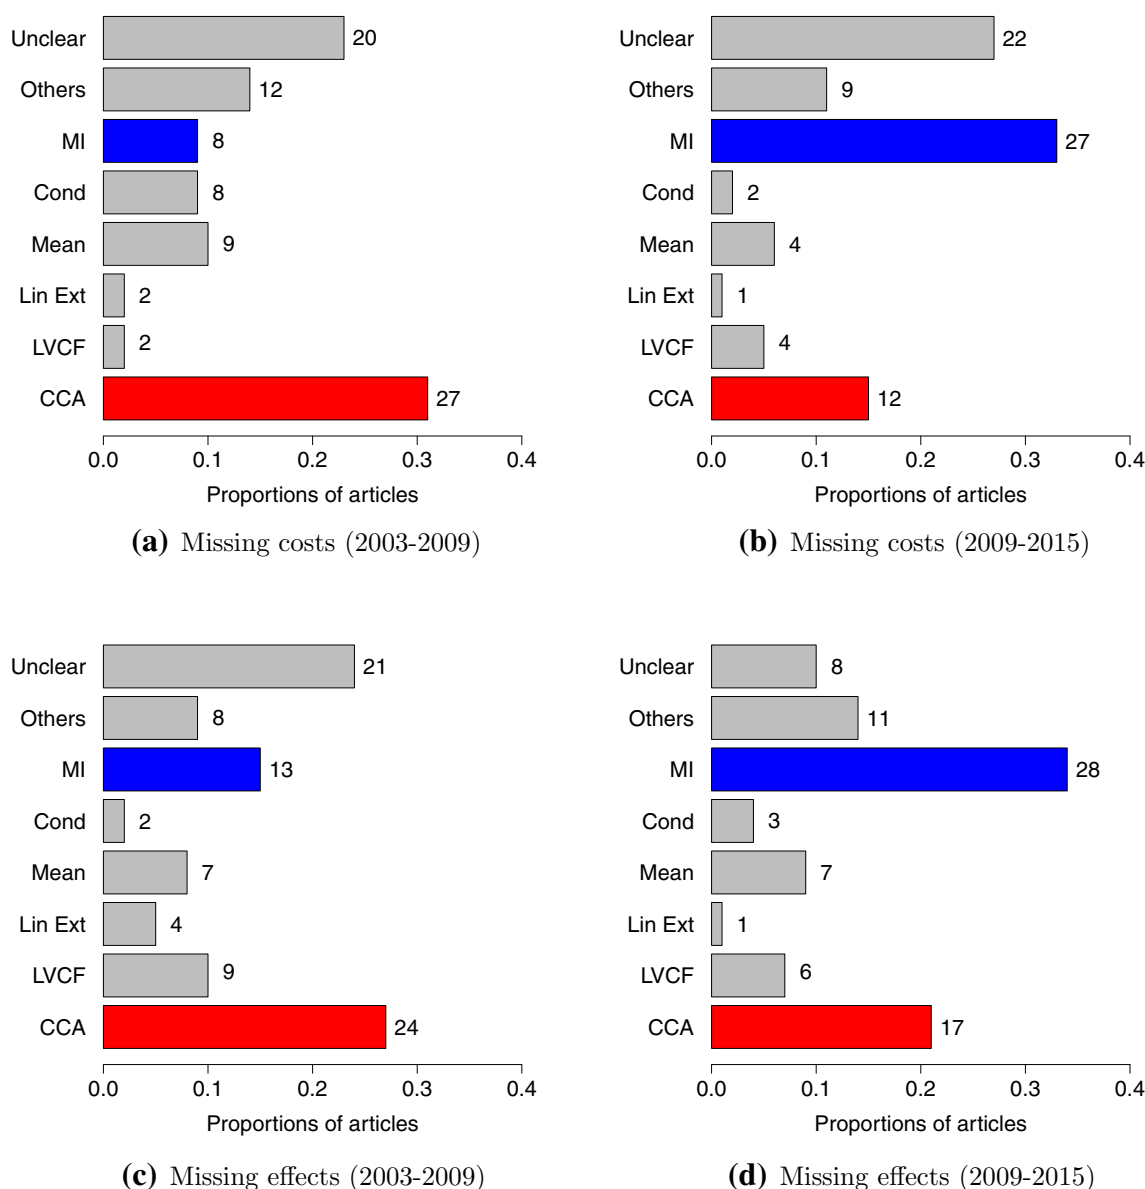 Unclear 20
Others 12
MI 8
Cond 8
Mean 9
Lin Ext 2
LVCF 2
CCA 27
0.0 0.1 0.2 0.3 0.4
Proportions of articles
(a) Missing costs (2003-2009)
Unclear 22
Others 9
MI 27
Cond 2
Mean 4
Lin Ext 1
LVCF 4
CCA 12
0.0 0.1 0.2 0.3 0.4
Proportions of articles
(b) Missing costs (2009-2015)
Unclear 21
Others 8
MI 13
Cond 2
Mean 7
Lin Ext 4
LVCF 9
CCA 24
0.0 0.1 0.2 0.3 0.4
Proportions of articles
(c) Missing effects (2003-2009)
Unclear 8
Others 11
MI 28
Cond 3
Mean 7
Lin Ext 1
LVCF 6
CCA 17
0.0 0.1 0.2 0.3 0.4
Proportions of articles
(d) Missing effects (2009-2015)